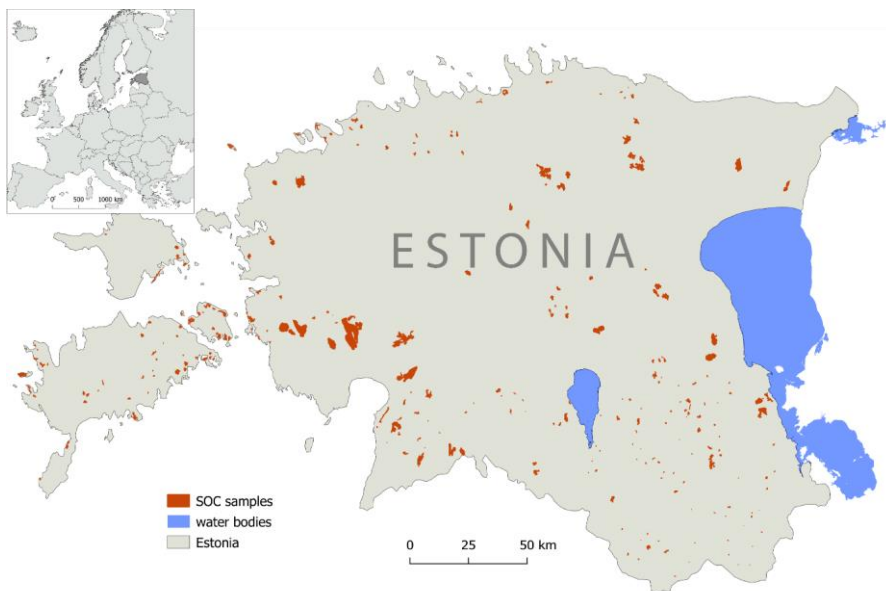 0 500 1000 km
ESTONIA
SOC samples
water bodies
Estonia
0 25 50 km